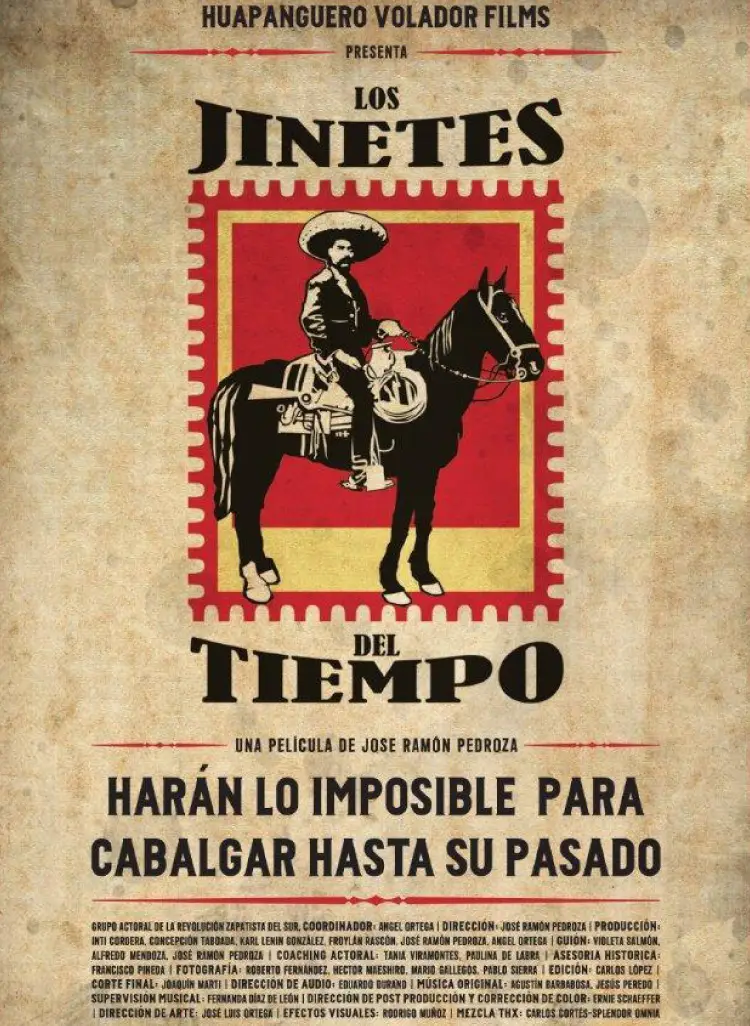 HUAPANGUERO VOLADOR FILMS
PRESENTA
LOS
JINETES
DEL
TIEMPO
UNA PELÍCULA DE JOSE RAMÓN PEDROZA
HARÁN LO IMPOSIBLE PARA
CABALGAR HASTA SU PASADO
GRUPO ACTORAL DE LA REVOLUCIÓN ZAPATISTA DEL SUR, COORDINADOR: ANGEL ORTEGA | DIRECCIÓN: JOSÉ RAMÓN PEDROZA | PRODUCCIÓN:
INTI CORDERA, CONCEPCIÓN TABOADA, KARL LENIN GONZÁLEZ, FROYLÁN RASCÓN, JOSÉ RAMÓN PEDROZA, ANGEL ORTEGA | GUIÓN: VIOLETA SALMÓN,
ALFREDO MENDOZA, JOSÉ RAMÓN PEDROZA | COACHING ACTORAL: TANIA VIRAMONTES, PAULINA DE LABRA | ASESORIA HISTORICA:
FRANCISCO PINEDA | FOTOGRAFÍA: ROBERTO FERNÁNDEZ, HECTOR MAESHIRO, MARIO GALLEGOS, PABLO SIERRA | EDICIÓN: CARLOS LÓPEZ |
CORTE FINAL: JOAQUÍN MARTI | DIRECCIÓN DE AUDIO: EDUARDO DURANO | MÚSICA ORIGINAL: AGUSTÍN BARBABOSA, JESÚS PEREDO |
SUPERVISIÓN MUSICAL: FERNANDA DÍAZ DE LEÓN | DIRECCIÓN DE POST PRODUCCIÓN Y CORRECCIÓN DE COLOR: ERNIE SCHAEFFER
| DIRECCIÓN DE ARTE: JOSÉ LUIS ORTEGA | EFECTOS VISUALES: RODRIGO MUÑOZ | MEZCLA THX: CARLOS CORTÉS-SPLENDOR OMNIA